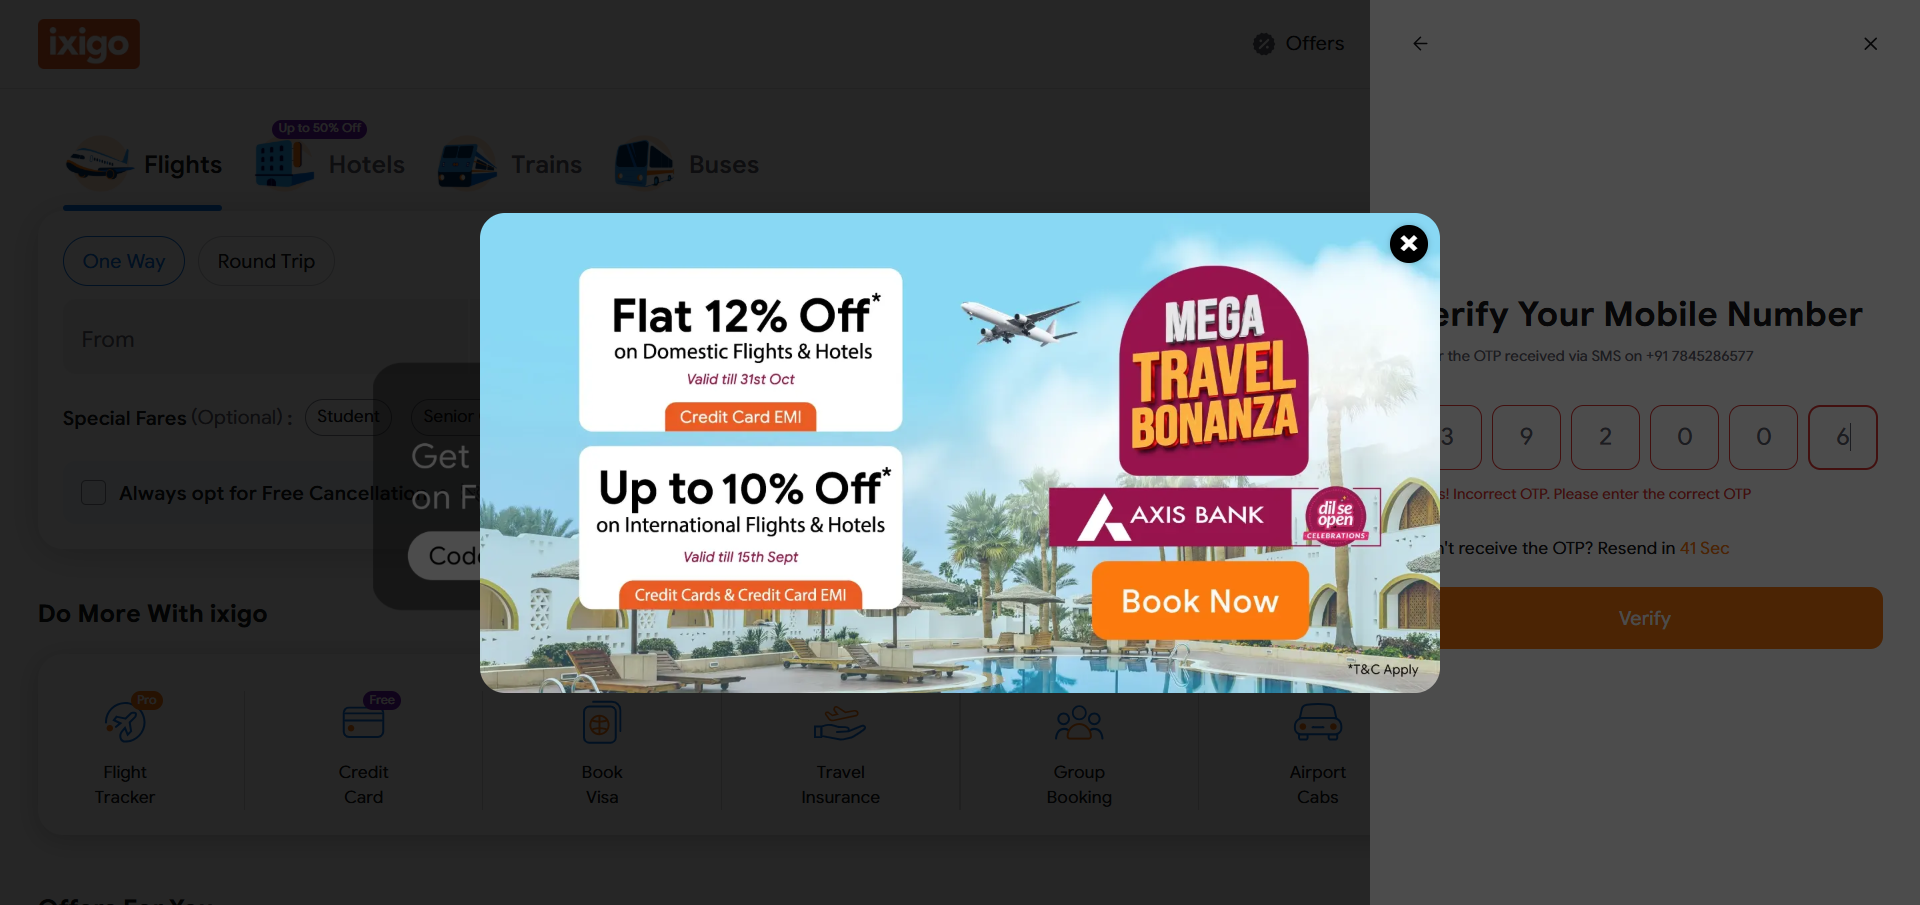 ixigo
Offers
Up to 50% Off
Flights
Hotels
Trains
Buses
One Way
Round Trip
From
Special Fares (Optional) :
Student
Senior
Get
on F
Always opt for Free Cancellatio
Code
Flat 12% Off*
on Domestic Flights & Hotels
Valid till 31st Oct
Credit Card EMI
Up to 10% Off*
on International Flights & Hotels
Valid till 15th Sept
Credit Cards & Credit Card EMI
MEGA
TRAVEL
BONANZA
AXIS BANK
dil se
open
CELEBRATIONS
Book Now
*T&C Apply
erify Your Mobile Number
r the OTP received via SMS on +91 7845286577
3 9 2 0 0 6
s! Incorrect OTP. Please enter the correct OTP
n't receive the OTP? Resend in 41 Sec
Verify
Do More With ixigo
Pro
Flight
Tracker
Free
Credit
Card
Book
Visa
Travel
Insurance
Group
Booking
Airport
Cabs
Offers For You